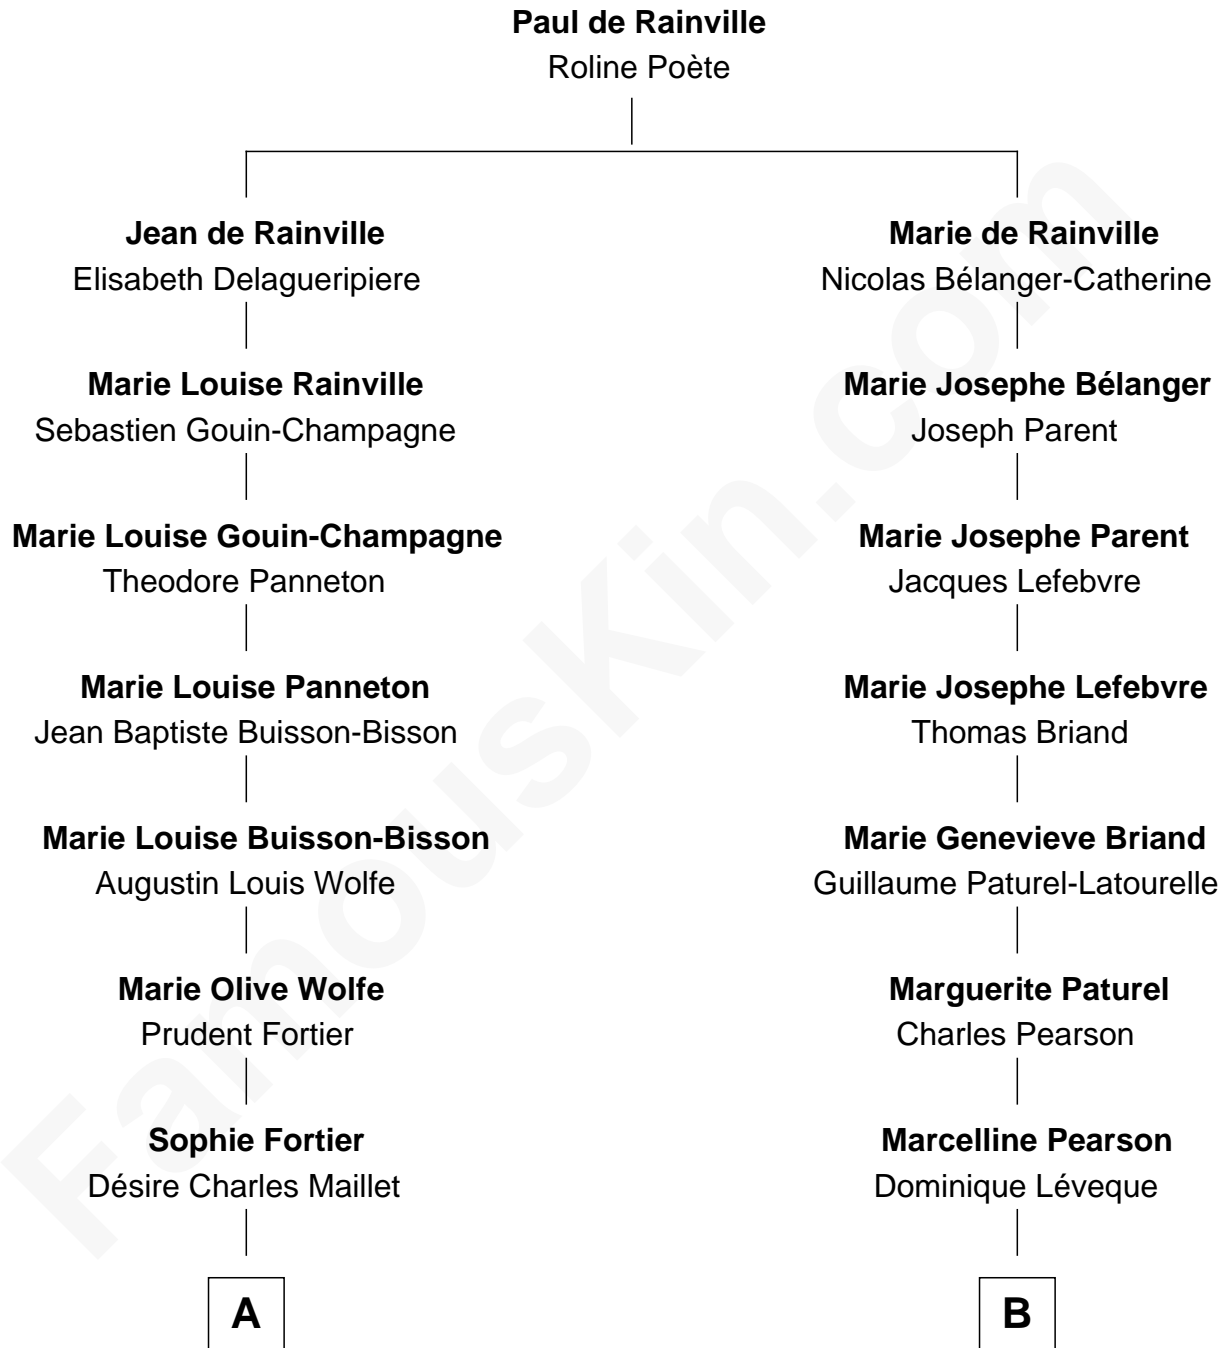 Paul de Rainville
Roline Poète
Jean de Rainville
Elisabeth Delagueripiere
Marie de Rainville
Nicolas Bélanger-Catherine
Marie Louise Rainville
Sebastien Gouin-Champagne
Marie Josephe Bélanger
Joseph Parent
Marie Louise Gouin-Champagne
Theodore Panneton
Marie Josephe Parent
Jacques Lefebvre
Marie Louise Panneton
Jean Baptiste Buisson-Bisson
Marie Josephe Lefebvre
Thomas Briand
Marie Louise Buisson-Bisson
Augustin Louis Wolfe
Marie Genevieve Briand
Guillaume Paturel-Latourelle
Marie Olive Wolfe
Prudent Fortier
Marguerite Paturel
Charles Pearson
Sophie Fortier
Désire Charles Maillet
Marcelline Pearson
Dominique Léveque
A
B
FamousKin.com